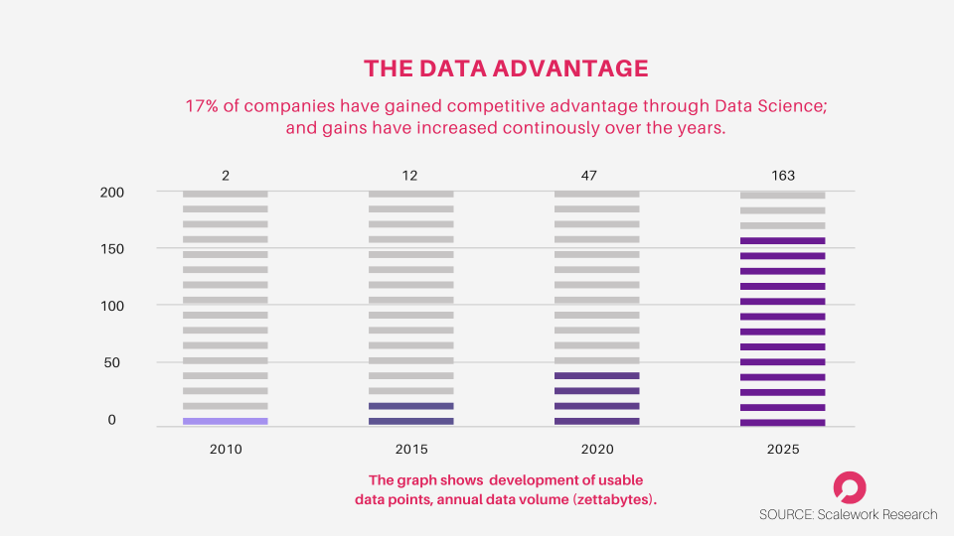 THE DATA ADVANTAGE
17% of companies have gained competitive advantage through Data Science;
and gains have increased continously over the years.
2 12 47 163
200
150
100
50
0
2010 2015 2020 2025
The graph shows development of usable
data points, annual data volume (zettabytes).
SOURCE: Scalework Research